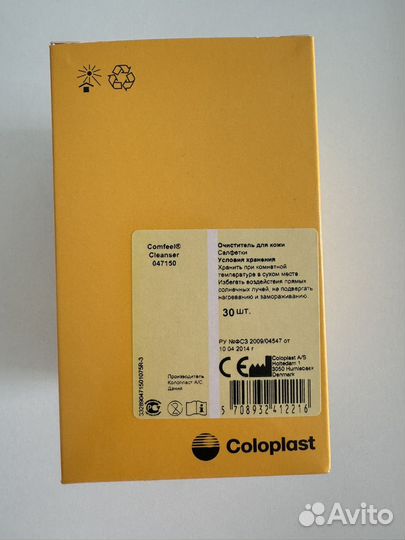 Comfeel®
Cleanser
047150
Очиститель для кожи
Салфетки
Условия хранения
Хранить при комнатной
температуре в сухом месте
Избегать воздействия прямых
солнечных лучей, не подвергать
нагреванию и замораживанию.
30 шт.
РУ №ФСЗ 2009/04547 от
10 04 2014 г
Coloplast A/S
Holtedam 1
3050 Humlebaek
Denmark
Производитель
Колопласт А/С,
Дания
5 708932 412216
Coloplast
Avito